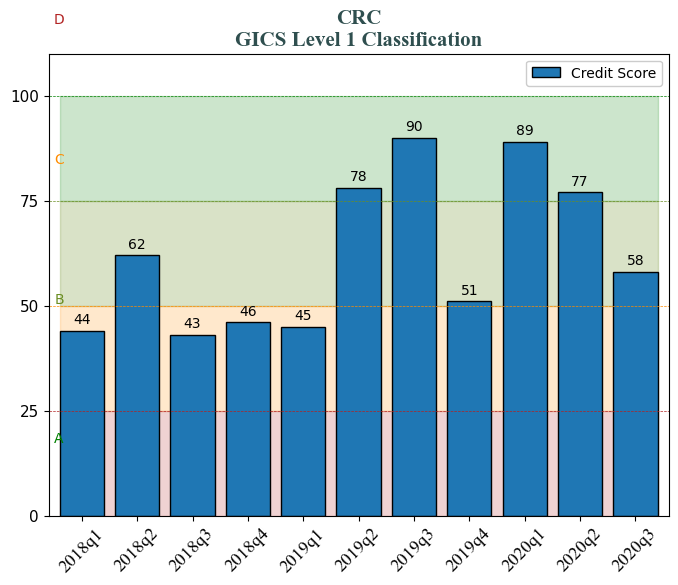 D
CRC
GICS Level 1 Classification
Credit Score
100
90
89
C
78
77
75
62
58
B
51
50
44
43
46
45
25
A
0
2018q1
2018q2
2018q3
2018q4
2019q1
2019q2
2019q3
2019q4
2020q1
2020q2
2020q3